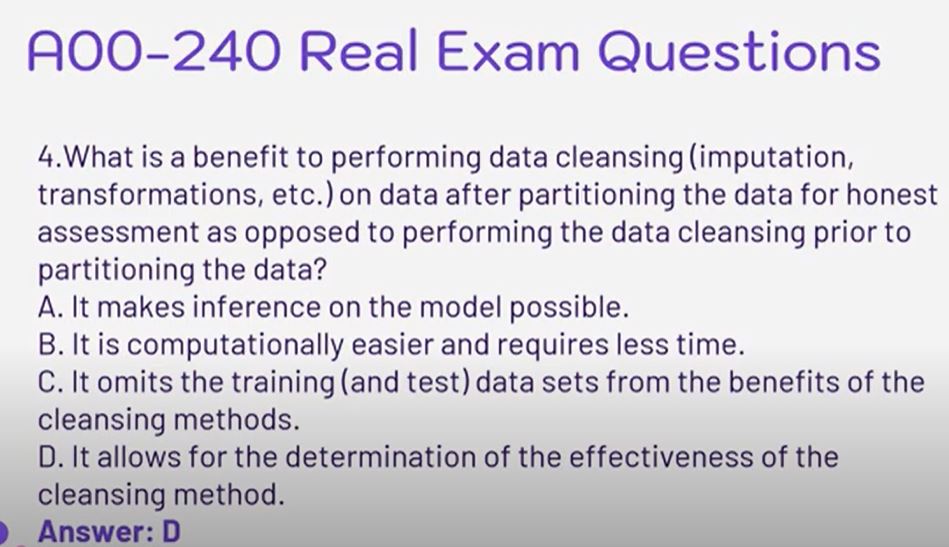 A00-240 Real Exam Questions
4.What is a benefit to performing data cleansing (imputation,
transformations, etc.) on data after partitioning the data for honest
assessment as opposed to performing the data cleansing prior to
partitioning the data?
A. It makes inference on the model possible.
B. It is computationally easier and requires less time.
C. It omits the training (and test) data sets from the benefits of the
cleansing methods.
D. It allows for the determination of the effectiveness of the
cleansing method.
Answer: D